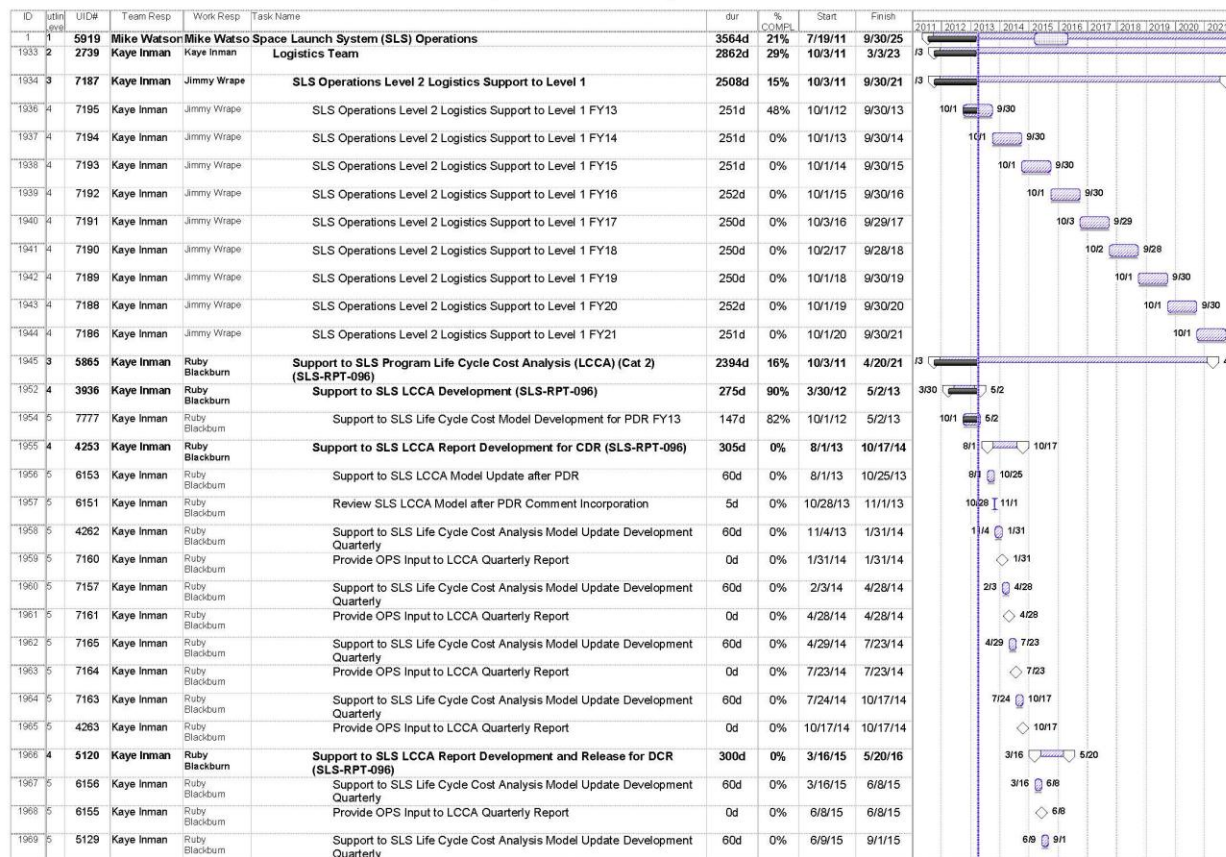 ID utlin UID# Team Resp Work Resp Task Name dur % Start Finish
eve COMPL 2011 2012 2013 2014 2015 2016 2017 2018 2019 2020 202
1 1 5919 Mike Watson Mike Watso Space Launch System (SLS) Operations 3564d 21% 7/19/11 9/30/25
1933 2 2739 Kaye Inman Kaye Inman Logistics Team 2862d 29% 10/3/11 3/3/23 /3
1934 3 7187 Kaye Inman Jimmy Wrape SLS Operations Level 2 Logistics Support to Level 1 2508d 15% 10/3/11 9/30/21 /3
1936 4 7195 Kaye Inman Jimmy Wrape SLS Operations Level 2 Logistics Support to Level 1 FY13 251d 48% 10/1/12 9/30/13 10/1 9/30
1937 4 7194 Kaye Inman Jimmy Wrape SLS Operations Level 2 Logistics Support to Level 1 FY14 251d 0% 10/1/13 9/30/14 10/1 9/30
1938 4 7193 Kaye Inman Jimmy Wrape SLS Operations Level 2 Logistics Support to Level 1 FY15 251d 0% 10/1/14 9/30/15 10/1 9/30
1939 4 7192 Kaye Inman Jimmy Wrape SLS Operations Level 2 Logistics Support to Level 1 FY16 252d 0% 10/1/15 9/30/16 10/1 9/30
1940 4 7191 Kaye Inman Jimmy Wrape SLS Operations Level 2 Logistics Support to Level 1 FY17 250d 0% 10/3/16 9/29/17 10/3 9/29
1941 4 7190 Kaye Inman Jimmy Wrape SLS Operations Level 2 Logistics Support to Level 1 FY18 250d 0% 10/2/17 9/28/18 10/2 9/28
1942 4 7189 Kaye Inman Jimmy Wrape SLS Operations Level 2 Logistics Support to Level 1 FY19 250d 0% 10/1/18 9/30/19 10/1 9/30
1943 4 7188 Kaye Inman Jimmy Wrape SLS Operations Level 2 Logistics Support to Level 1 FY20 252d 0% 10/1/19 9/30/20 10/1 9/30
1944 4 7186 Kaye Inman Jimmy Wrape SLS Operations Level 2 Logistics Support to Level 1 FY21 251d 0% 10/1/20 9/30/21 10/1
1945 3 5865 Kaye Inman Ruby Support to SLS Program Life Cycle Cost Analysis (LCCA) (Cat 2) 2394d 16% 10/3/11 4/20/21 /3 4
Blackburn (SLS-RPT-096)
1952 4 3936 Kaye Inman Ruby Support to SLS LCCA Development (SLS-RPT-096) 275d 90% 3/30/12 5/2/13 3/30 5/2
Blackburn
1954 5 7777 Kaye Inman Ruby Support to SLS Life Cycle Cost Model Development for PDR FY13 147d 82% 10/1/12 5/2/13 10/1 5/2
Blackburn
1955 4 4253 Kaye Inman Ruby Support to SLS LCCA Report Development for CDR (SLS-RPT-096) 305d 0% 8/1/13 10/17/14 8/1 10/17
Blackburn
1956 5 6153 Kaye Inman Ruby Support to SLS LCCA Model Update after PDR 60d 0% 8/1/13 10/25/13 8/1 10/25
Blackburn
1957 5 6151 Kaye Inman Ruby Review SLS LCCA Model after PDR Comment Incorporation 5d 0% 10/28/13 11/1/13 10/28 11/1
Blackburn
1958 5 4262 Kaye Inman Ruby Support to SLS Life Cycle Cost Analysis Model Update Development 60d 0% 11/4/13 1/31/14 11/4 1/31
Blackburn Quarterly
1959 5 7160 Kaye Inman Ruby Provide OPS Input to LCCA Quarterly Report 0d 0% 1/31/14 1/31/14 1/31
Blackburn
1960 5 7157 Kaye Inman Ruby Support to SLS Life Cycle Cost Analysis Model Update Development 60d 0% 2/3/14 4/28/14 2/3 4/28
Blackburn Quarterly
1961 5 7161 Kaye Inman Ruby Provide OPS Input to LCCA Quarterly Report 0d 0% 4/28/14 4/28/14 4/28
Blackburn
1962 5 7165 Kaye Inman Ruby Support to SLS Life Cycle Cost Analysis Model Update Development 60d 0% 4/29/14 7/23/14 4/29 7/23
Blackburn Quarterly
1963 5 7164 Kaye Inman Ruby Provide OPS Input to LCCA Quarterly Report 0d 0% 7/23/14 7/23/14 7/23
Blackburn
1964 5 7163 Kaye Inman Ruby Support to SLS Life Cycle Cost Analysis Model Update Development 60d 0% 7/24/14 10/17/14 7/24 10/17
Blackburn Quarterly
1965 5 4263 Kaye Inman Ruby Provide OPS Input to LCCA Quarterly Report 0d 0% 10/17/14 10/17/14 10/17
Blackburn
1966 4 5120 Kaye Inman Ruby Support to SLS LCCA Report Development and Release for DCR 300d 0% 3/16/15 5/20/16 3/16 5/20
Blackburn (SLS-RPT-096)
1967 5 6156 Kaye Inman Ruby Support to SLS Life Cycle Cost Analysis Model Update Development 60d 0% 3/16/15 6/8/15 3/16 6/8
Blackburn Quarterly
1968 5 6155 Kaye Inman Ruby Provide OPS Input to LCCA Quarterly Report 0d 0% 6/8/15 6/8/15 6/8
Blackburn
1969 5 5129 Kaye Inman Ruby Support to SLS Life Cycle Cost Analysis Model Update Development 60d 0% 6/9/15 9/1/15 6/9 9/1
Blackburn Quarterly